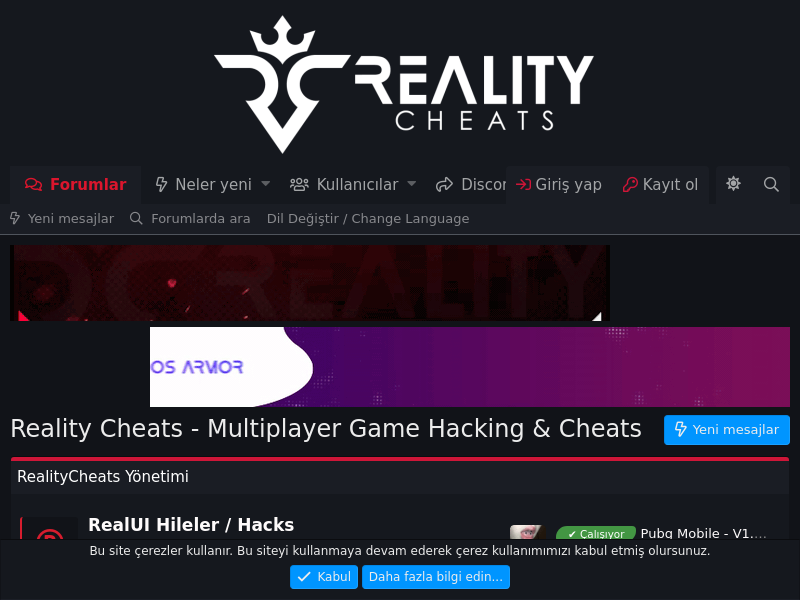 REALITY
CHEATS
Forumlar Neler yeni Kullanıcılar Discor Giriş yap Kayıt ol
Yeni mesajlar Forumlarda ara Dil Değiştir / Change Language
REALITY
OS ARMOR
Reality Cheats - Multiplayer Game Hacking & Cheats
Yeni mesajlar
RealityCheats Yönetimi
RealUI Hileler / Hacks
✔ Çalışıyor Pubg Mobile - V1....
Bu site çerezler kullanır. Bu siteyi kullanmaya devam ederek çerez kullanımımızı kabul etmiş olursunuz.
Kabul Daha fazla bilgi edin...